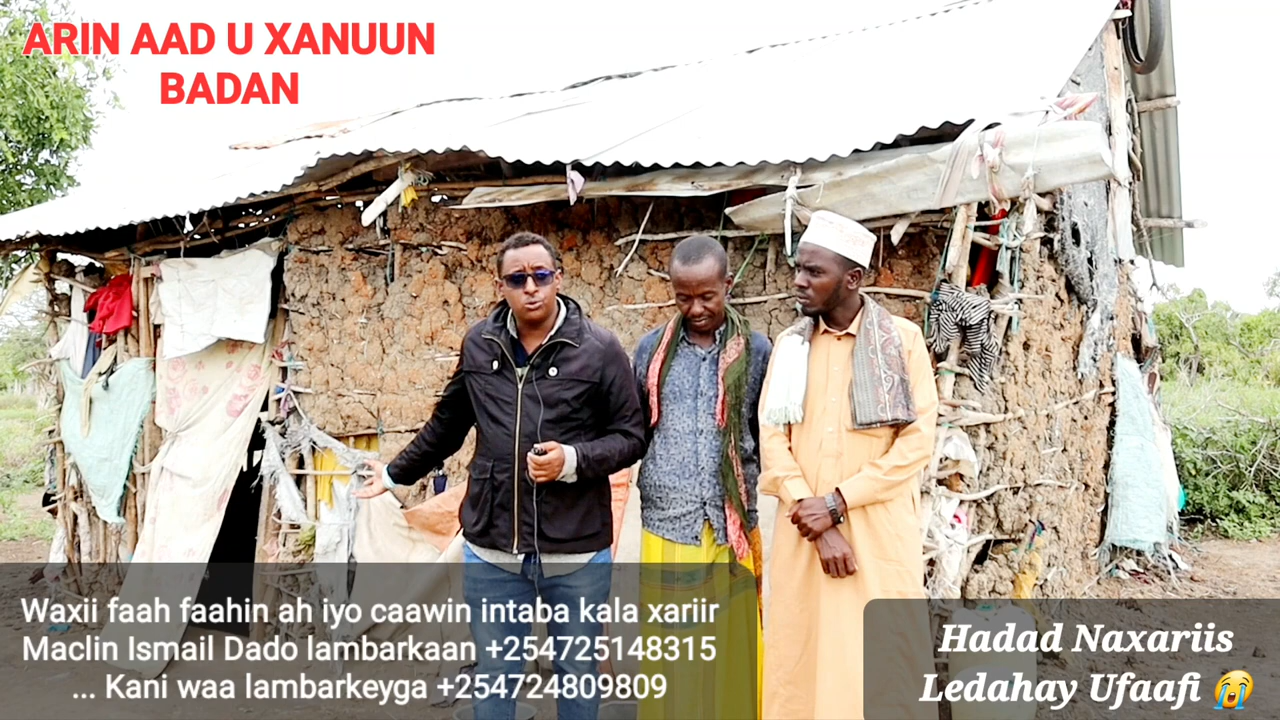 ARIN AAD U XANUUN
BADAN
Waxii faah faahin ah iyo caawin intaba kala xariir
Maclin Ismail Dado lambarkaan +254725148315
... Kani waa lambarkeyga +254724809809
Hadad Naxariis
Ledahay Ufaafi 😭